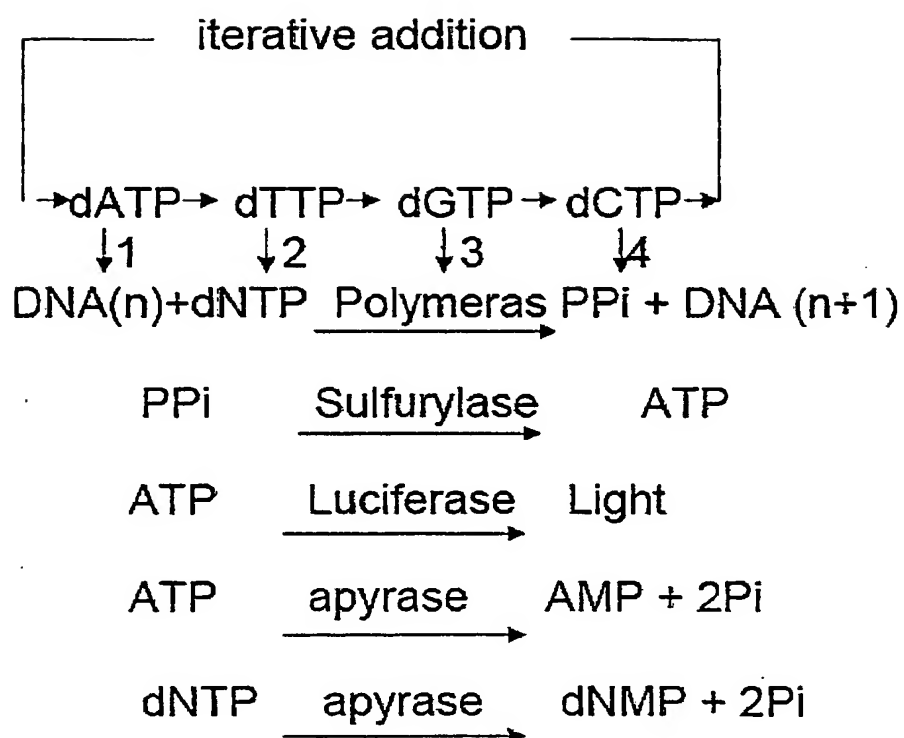 iterative addition
dATP dTTP dGTP dCTP
1 2 3 4
DNA(n)+dNTP Polymeras PPi + DNA (n+1)
PPi Sulfurylase ATP
ATP Luciferase Light
ATP apyrase AMP + 2Pi
dNTP apyrase dNMP + 2Pi